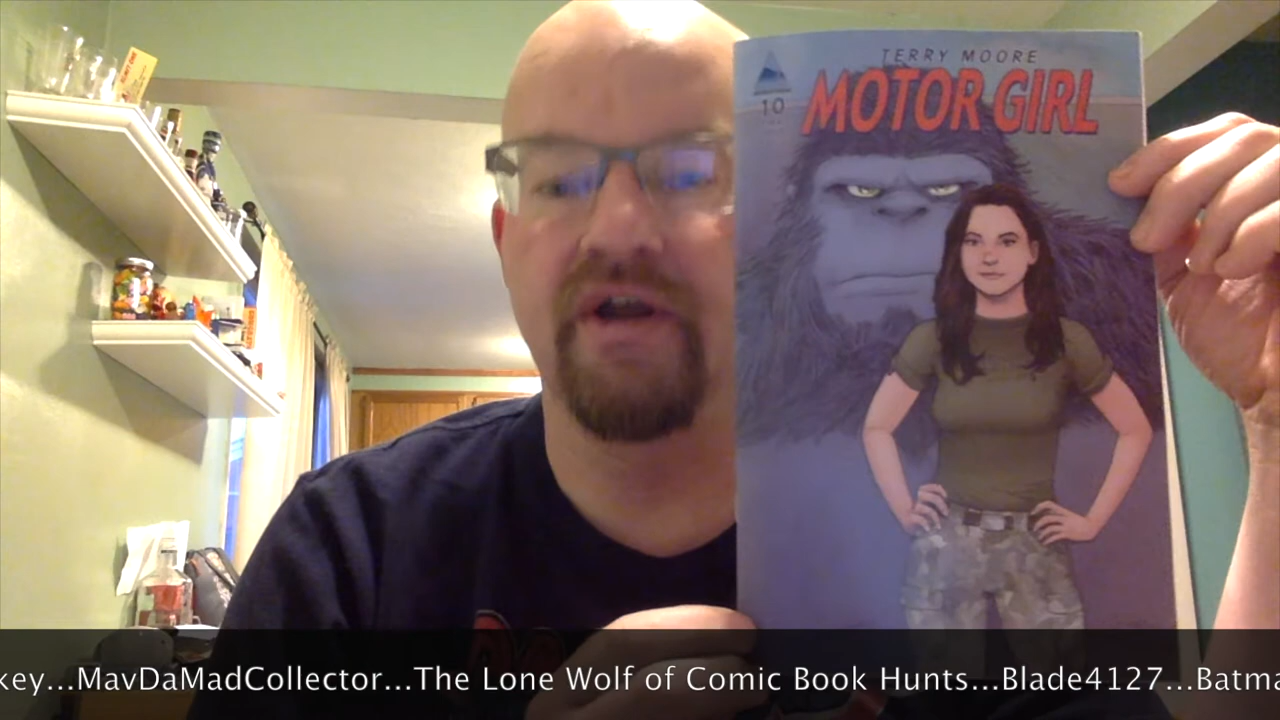 TERRY MOORE
MOTOR GIRL
10
key...MavDaMadCollector...The Lone Wolf of Comic Book Hunts...Blade4127...Batma